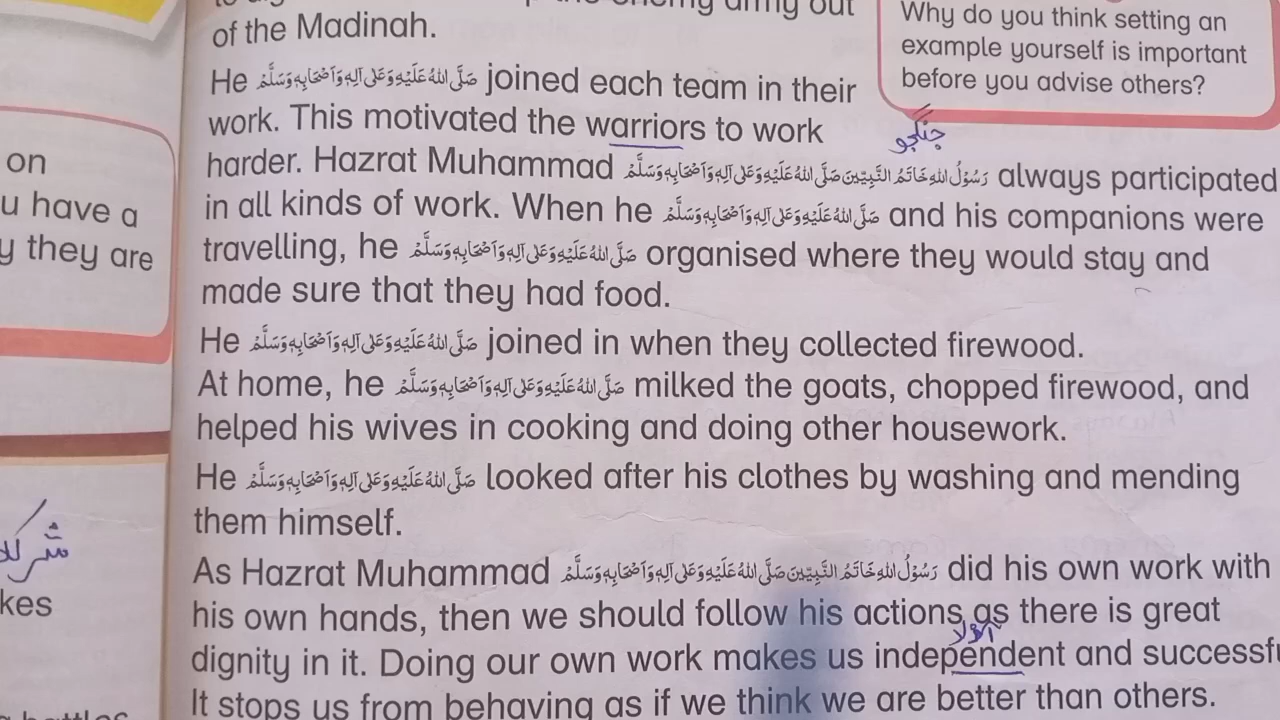 army out
of the Madinah.
He صَلَّى اللهُ عَلَيْهِ وَعَلٰى آلِهٖ وَاَصْحَابِهٖ وَسَلَّمَ joined each team in their
work. This motivated the warriors to work
جنگجو
harder. Hazrat Muhammad رَسُوْلُ اللهِ خَاتَمُ النَّبِيّيْنَ صَلَّى اللهُ عَلَيْهِ وَعَلٰى آلِهٖ وَاَصْحَابِهٖ وَسَلَّمَ always participated
in all kinds of work. When he صَلَّى اللهُ عَلَيْهِ وَعَلٰى آلِهٖ وَاَصْحَابِهٖ وَسَلَّمَ and his companions were
travelling, he صَلَّى اللهُ عَلَيْهِ وَعَلٰى آلِهٖ وَاَصْحَابِهٖ وَسَلَّمَ organised where they would stay and
made sure that they had food.
He صَلَّى اللهُ عَلَيْهِ وَعَلٰى آلِهٖ وَاَصْحَابِهٖ وَسَلَّمَ joined in when they collected firewood.
At home, he صَلَّى اللهُ عَلَيْهِ وَعَلٰى آلِهٖ وَاَصْحَابِهٖ وَسَلَّمَ milked the goats, chopped firewood, and
helped his wives in cooking and doing other housework.
He صَلَّى اللهُ عَلَيْهِ وَعَلٰى آلِهٖ وَاَصْحَابِهٖ وَسَلَّمَ looked after his clothes by washing and mending
them himself.
As Hazrat Muhammad رَسُوْلُ اللهِ خَاتَمُ النَّبِيّيْنَ صَلَّى اللهُ عَلَيْهِ وَعَلٰى آلِهٖ وَاَصْحَابِهٖ وَسَلَّمَ did his own work with
his own hands, then we should follow his actions as there is great
dignity in it. Doing our own work makes us independent and successfu
It stops us from behaving as if we think we are better than others.
Why do you think setting an
example yourself is important
before you advise others?
on
u have a
y they are
kes